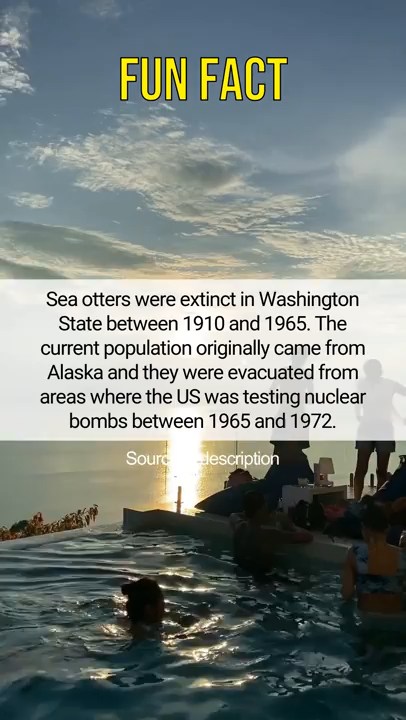 FUN FACT
Sea otters were extinct in Washington
State between 1910 and 1965. The
current population originally came from
Alaska and they were evacuated from
areas where the US was testing nuclear
bombs between 1965 and 1972.
description